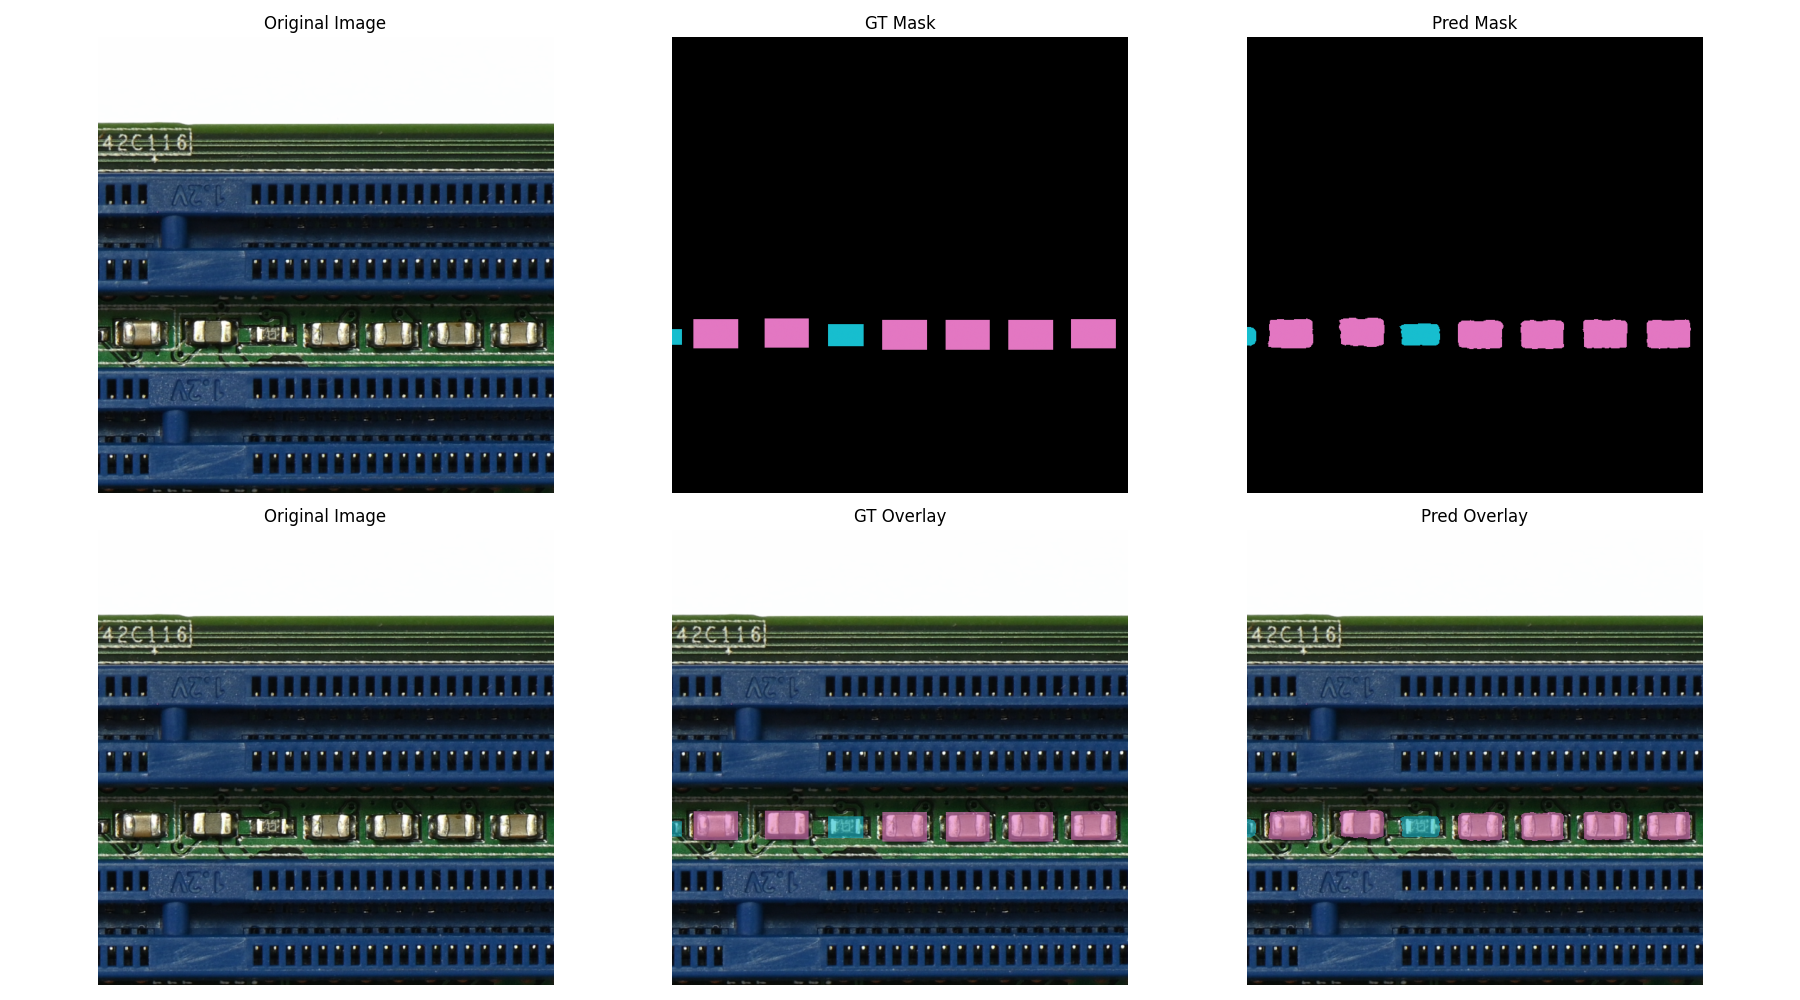 Original Image
GT Mask
Pred Mask
42C116
1.2V
1.2V
Original Image
GT Overlay
Pred Overlay
42C116
42C116
42C116
1.2V
1.2V
1.2V
1.2V
1.2V
1.2V